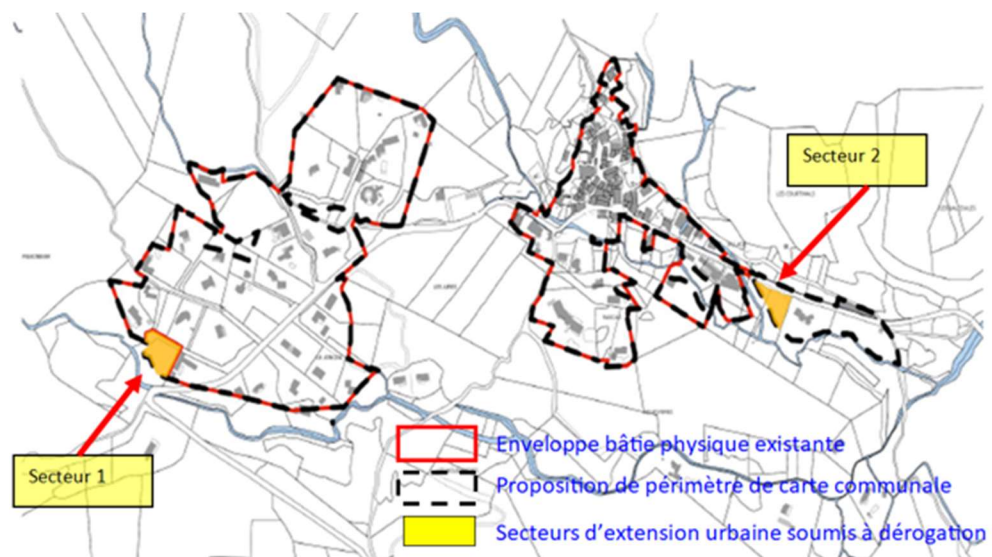 Secteur 2
Secteur 1
Enveloppe bâtie physique existante
Proposition de périmètre de carte communale
Secteurs d'extension urbaine soumis à dérogation